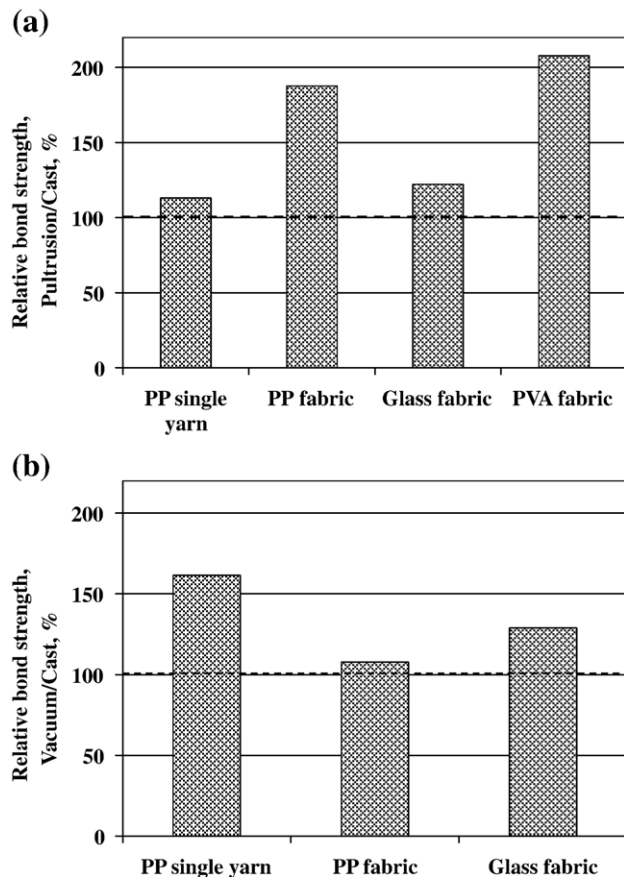 (a)
Relative bond strength,
Pultrusion/Cast, %
200
150
100
50
0
PP single
yarn
PP fabric
Glass fabric
PVA fabric
(b)
Relative bond strength,
Vacuum/Cast, %
200
150
100
50
0
PP single yarn
PP fabric
Glass fabric